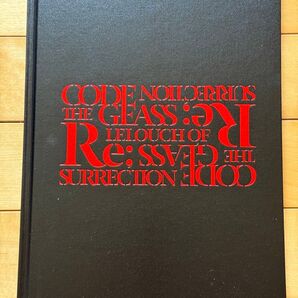 CODE SURRECTION
THE GEASS Re:
LELOUCH OF
Re; GEASS THE
SURRECTION CODE